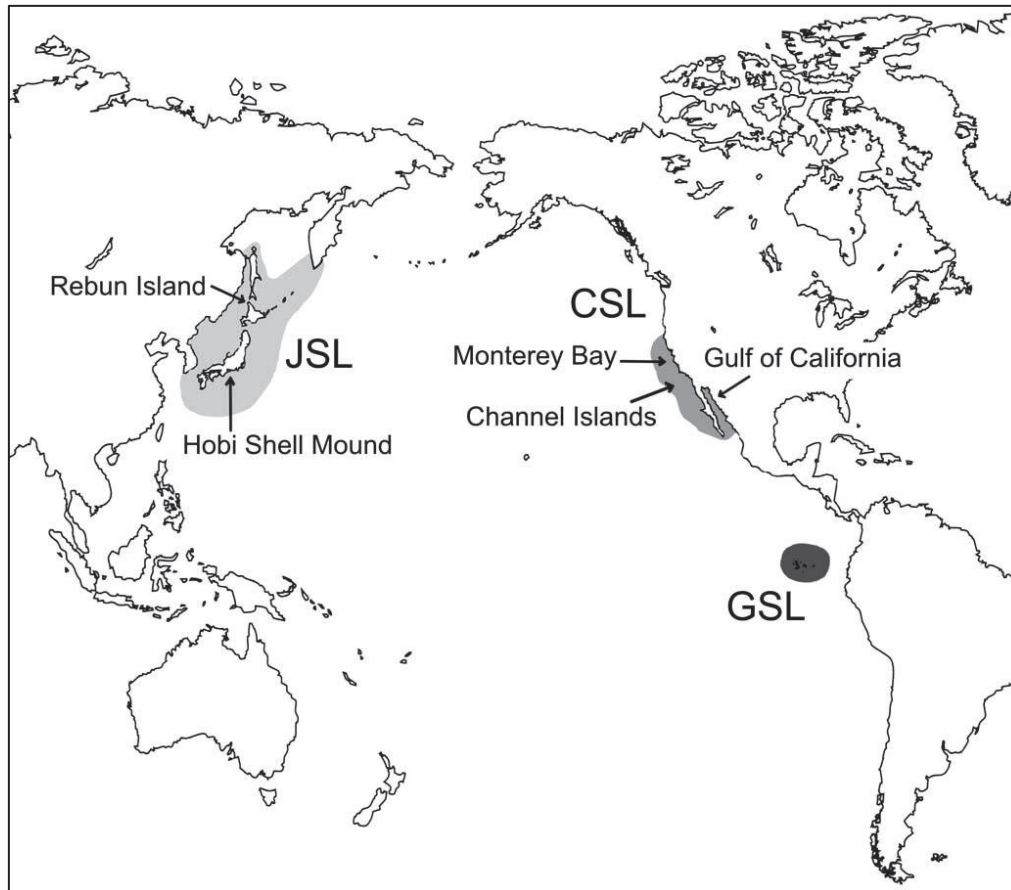 Rebun Island
JSL
Hobi Shell Mound
CSL
Monterey Bay
Gulf of California
Channel Islands
GSL